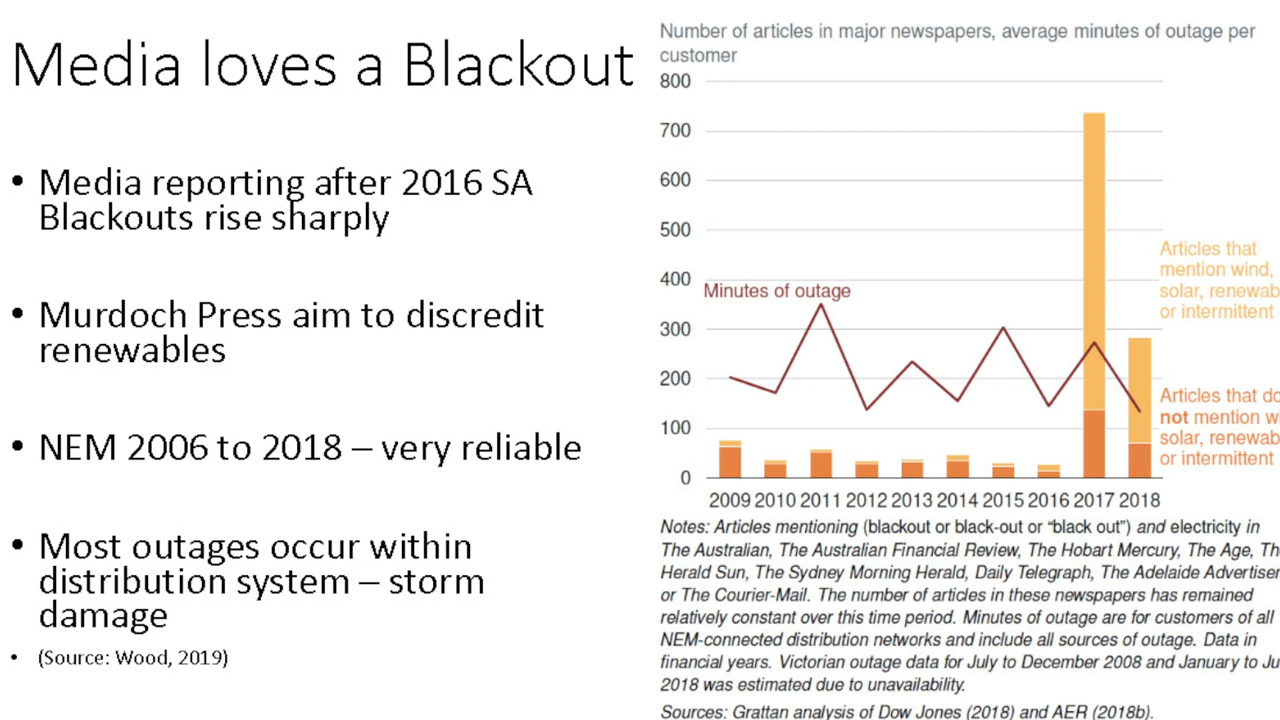 Media loves a Blackout
• Media reporting after 2016 SA
Blackouts rise sharply
• Murdoch Press aim to discredit
renewables
• NEM 2006 to 2018 – very reliable
• Most outages occur within
distribution system – storm
damage
• (Source: Wood, 2019)
Number of articles in major newspapers, average minutes of outage per
customer
800
700
600
500
400
300
200
100
0
Minutes of outage
Articles that
mention wind,
solar, renewab
or intermittent
Articles that do
not mention w
solar, renewab
or intermittent
2009 2010 2011 2012 2013 2014 2015 2016 2017 2018
Notes: Articles mentioning (blackout or black-out or “black out”) and electricity in
The Australian, The Australian Financial Review, The Hobart Mercury, The Age, Th
Herald Sun, The Sydney Morning Herald, Daily Telegraph, The Adelaide Advertiser
or The Courier-Mail. The number of articles in these newspapers has remained
relatively constant over this time period. Minutes of outage are for customers of all
NEM-connected distribution networks and include all sources of outage. Data in
financial years. Victorian outage data for July to December 2008 and January to Ju
2018 was estimated due to unavailability.
Sources: Grattan analysis of Dow Jones (2018) and AER (2018b).